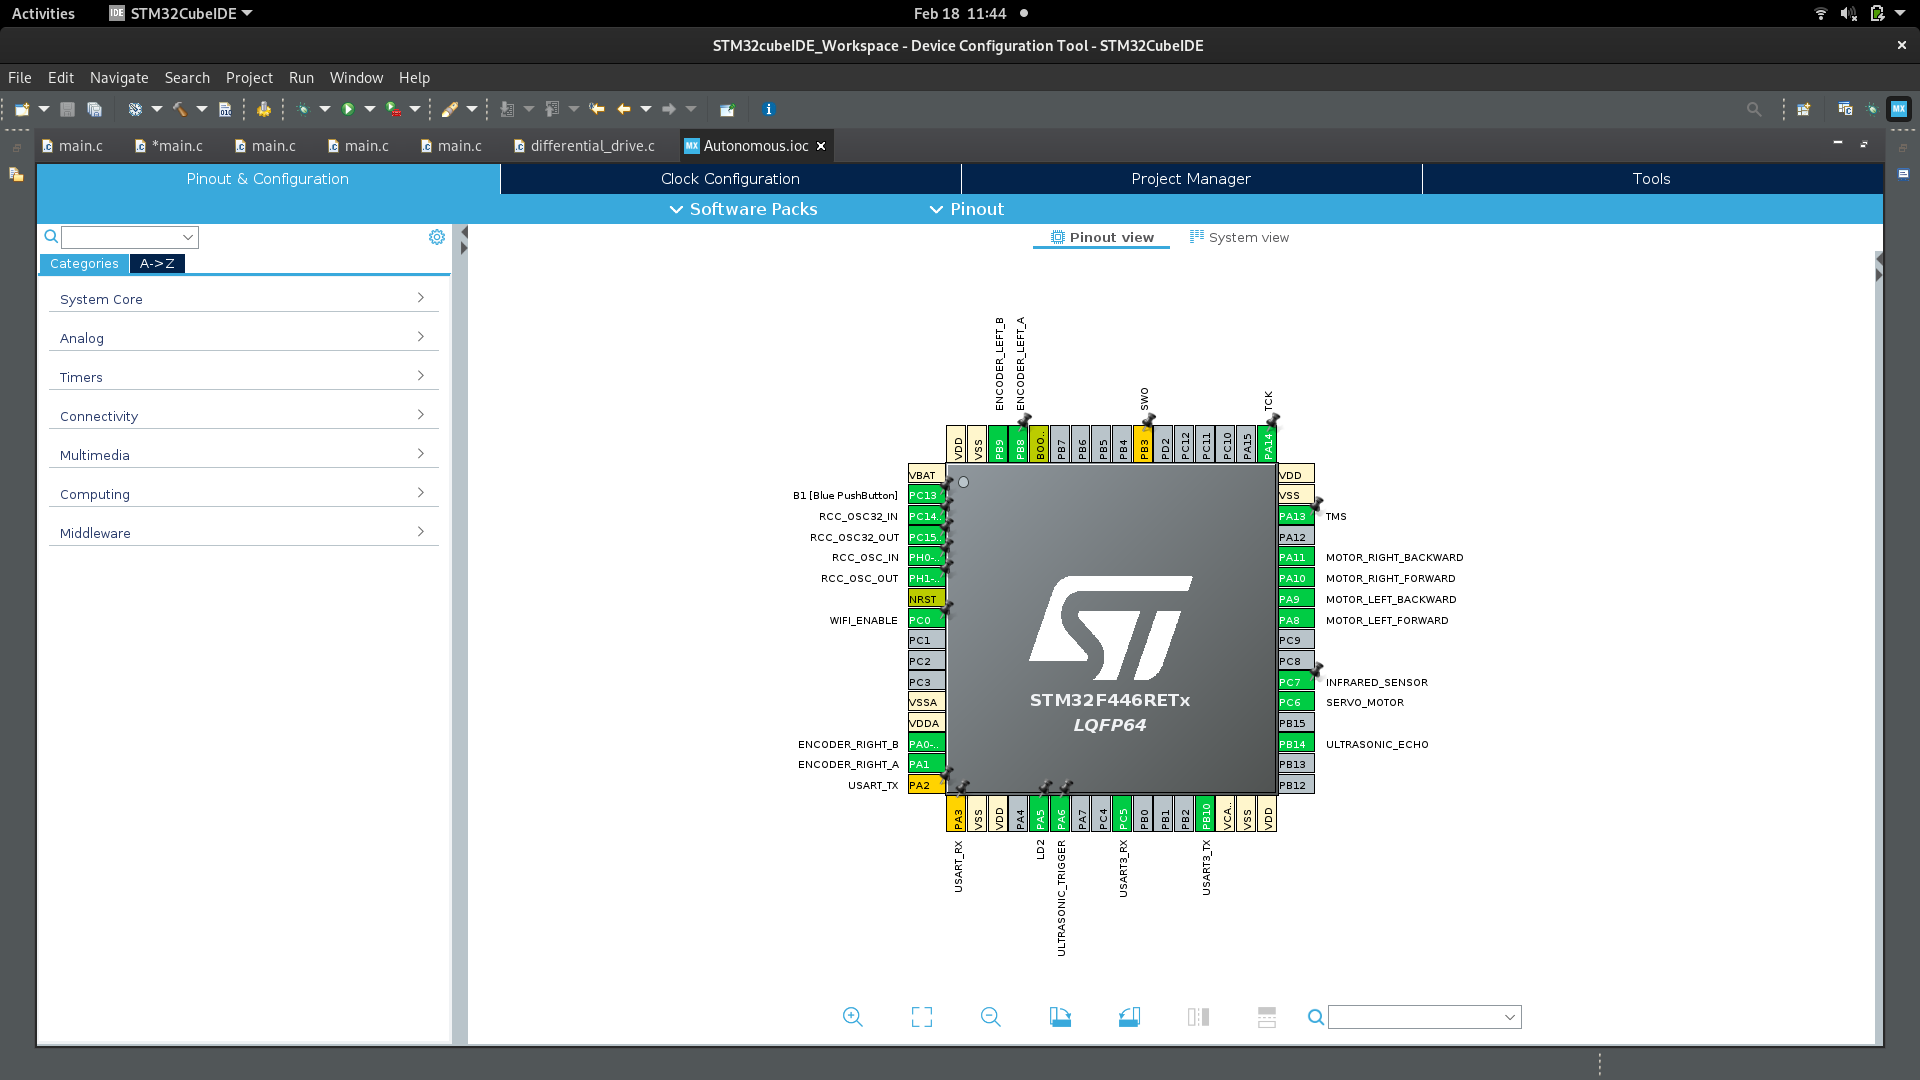 Activities
IDE STM32CubeIDE
Feb 18 11:44
STM32cubeIDE_Workspace - Device Configuration Tool - STM32CubeIDE
File Edit Navigate Search Project Run Window Help
main.c
*main.c
main.c
main.c
main.c
differential_drive.c
MX Autonomous.ioc
MX
Pinout & Configuration
Clock Configuration
Project Manager
Tools
Software Packs
Pinout
Pinout view
System view
Categories
A->Z
System Core
Analog
Timers
Connectivity
Multimedia
Computing
Middleware
ENCODER_LEFT_B
ENCODER_LEFT_A
SWO
TCK
VDD
VSS
PB9
PB8
BOO..
PB7
PB6
PB5
PB4
PB3
PD2
PC12
PC11
PC10
PA15
PA14
VBAT
B1 [Blue PushButton] PC13
RCC_OSC32_IN PC14..
RCC_OSC32_OUT PC15..
RCC_OSC_IN PH0-..
RCC_OSC_OUT PH1-..
NRST
WIFI_ENABLE PC0
PC1
PC2
PC3
VSSA
VDDA
ENCODER_RIGHT_B PA0-..
ENCODER_RIGHT_A PA1
USART_TX PA2
ST
STM32F446RETx
LQFP64
VDD
VSS
PA13 TMS
PA12
PA11 MOTOR_RIGHT_BACKWARD
PA10 MOTOR_RIGHT_FORWARD
PA9 MOTOR_LEFT_BACKWARD
PA8 MOTOR_LEFT_FORWARD
PC9
PC8
PC7 INFRARED_SENSOR
PC6 SERVO_MOTOR
PB15
PB14 ULTRASONIC_ECHO
PB13
PB12
PA3
VSS
VDD
PA4
PA5
PA6
PA7
PC4
PC5
PB0
PB1
PB2
PB10
VCA..
VSS
VDD
USART_RX
LD2
ULTRASONIC_TRIGGER
USART3_RX
USART3_TX